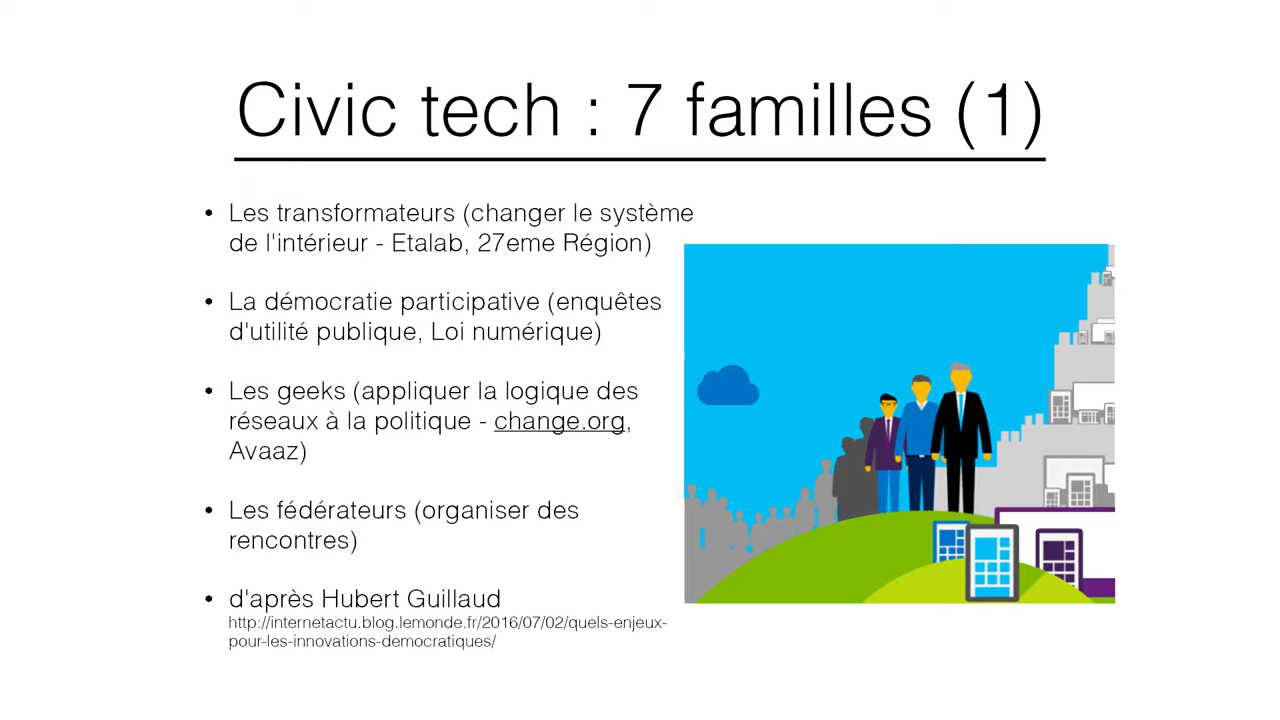 Civic tech : 7 familles (1)
• Les transformateurs (changer le système
de l'intérieur - Etalab, 27eme Région)
• La démocratie participative (enquêtes
d'utilité publique, Loi numérique)
• Les geeks (appliquer la logique des
réseaux à la politique - change.org,
Avaaz)
• Les fédérateurs (organiser des
rencontres)
• d'après Hubert Guillaud
http://internetactu.blog.lemonde.fr/2016/07/02/quels-enjeux-
pour-les-innovations-democratiques/